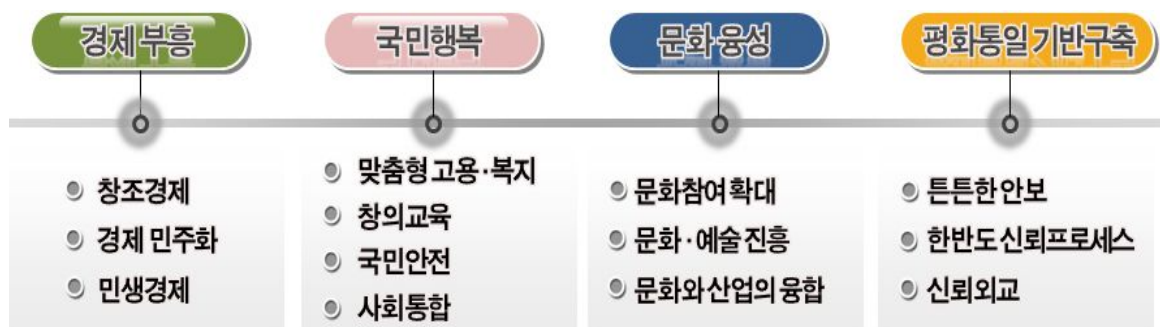 경제 부흥
창조경제
경제 민주화
민생경제
국민행복
맞춤형 고용·복지
창의교육
국민안전
사회통합
문화 융성
문화참여 확대
문화·예술 진흥
문화와 산업의 융합
평화통일 기반구축
튼튼한 안보
한반도 신뢰프로세스
신뢰외교